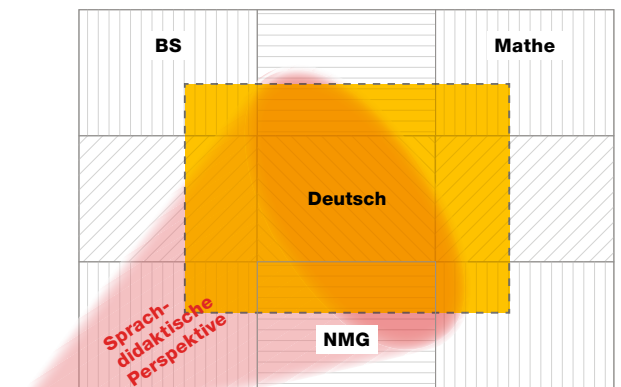 BS
Mathe
Deutsch
Sprach-
didaktische
Perspektive
NMG